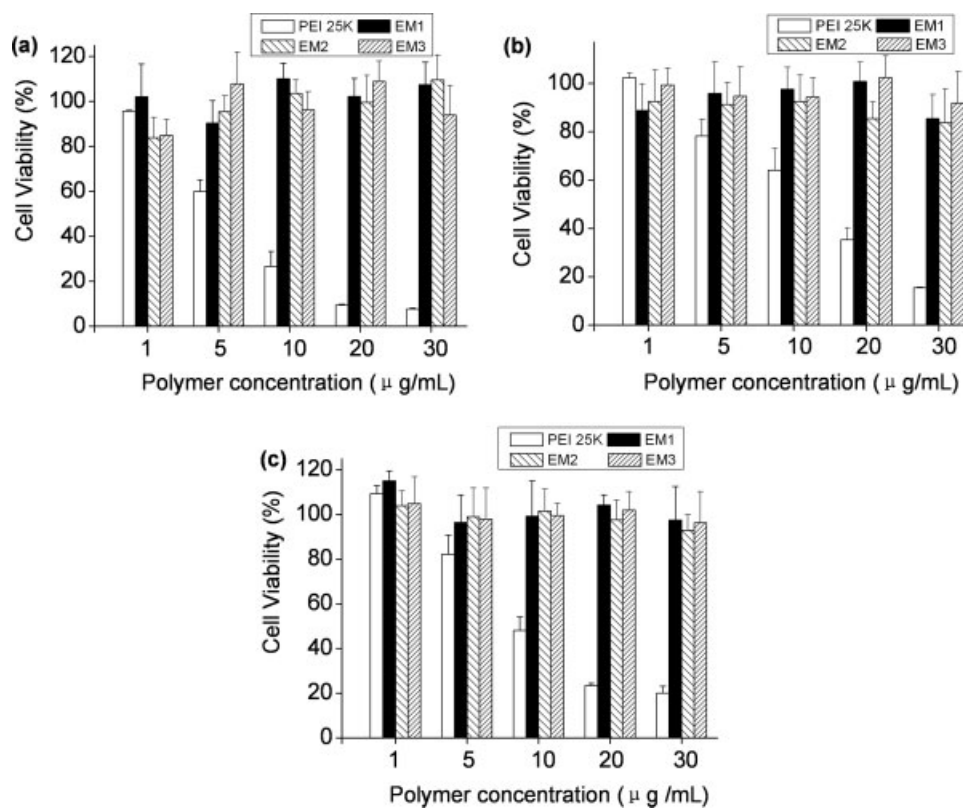 (a)
PEI 25K EM1
EM2 EM3
Cell Viability (%)
120
100
80
60
40
20
0
1 5 10 20 30
Polymer concentration ( μ g/mL)
(b)
PEI 25K EM1
EM2 EM3
Cell Viability (%)
100
80
60
40
20
0
1 5 10 20 30
Polymer concentration ( μ g/mL)
(c)
PEI 25K EM1
EM2 EM3
Cell Viability (%)
120
100
80
60
40
20
0
1 5 10 20 30
Polymer concentration ( μ g /mL)